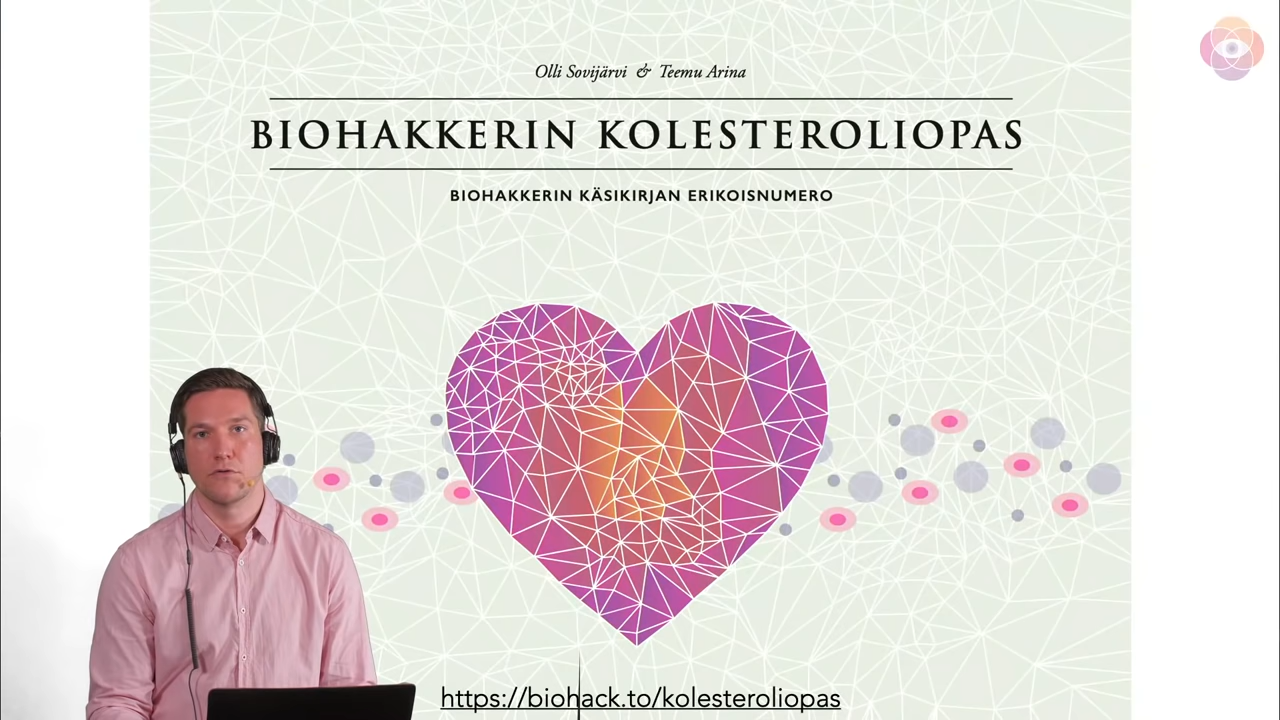 Olli Sovijärvi & Teemu Arina
BIOHAKKERIN KOLESTEROLIOPAS
BIOHAKKERIN KÄSIKIRJAN ERIKOISNUMERO
https://biohack.to/kolesteroliopas